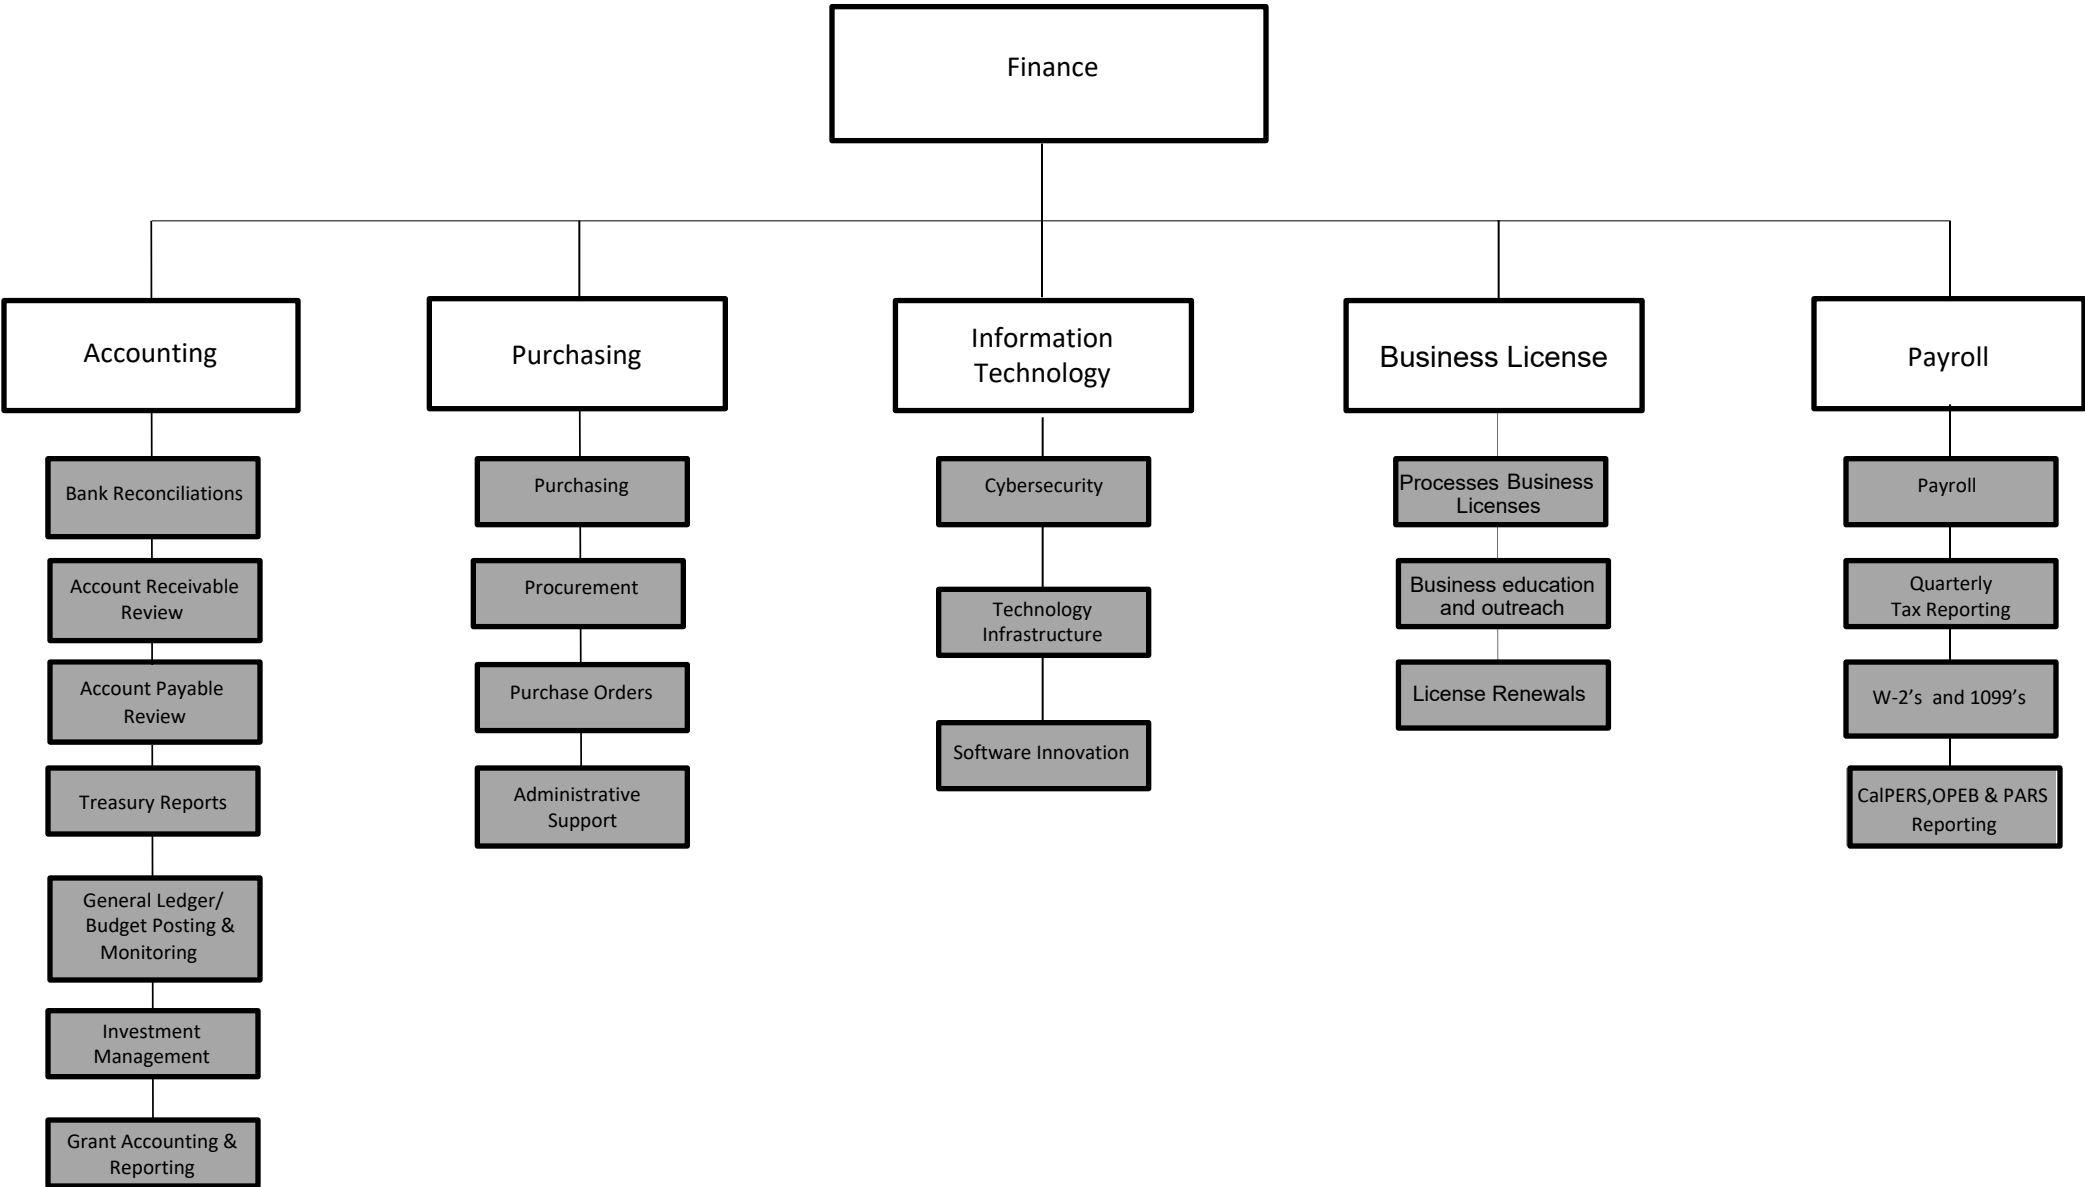 Finance
Accounting
Purchasing
Information
Technology
Business License
Payroll
Bank Reconciliations
Account Receivable
Review
Account Payable
Review
Treasury Reports
General Ledger/
Budget Posting &
Monitoring
Investment
Management
Grant Accounting &
Reporting
Purchasing
Procurement
Purchase Orders
Administrative
Support
Cybersecurity
Technology
Infrastructure
Software Innovation
Processes Business
Licenses
Business education
and outreach
License Renewals
Payroll
Quarterly
Tax Reporting
W-2’s and 1099’s
CalPERS,OPEB & PARS
Reporting